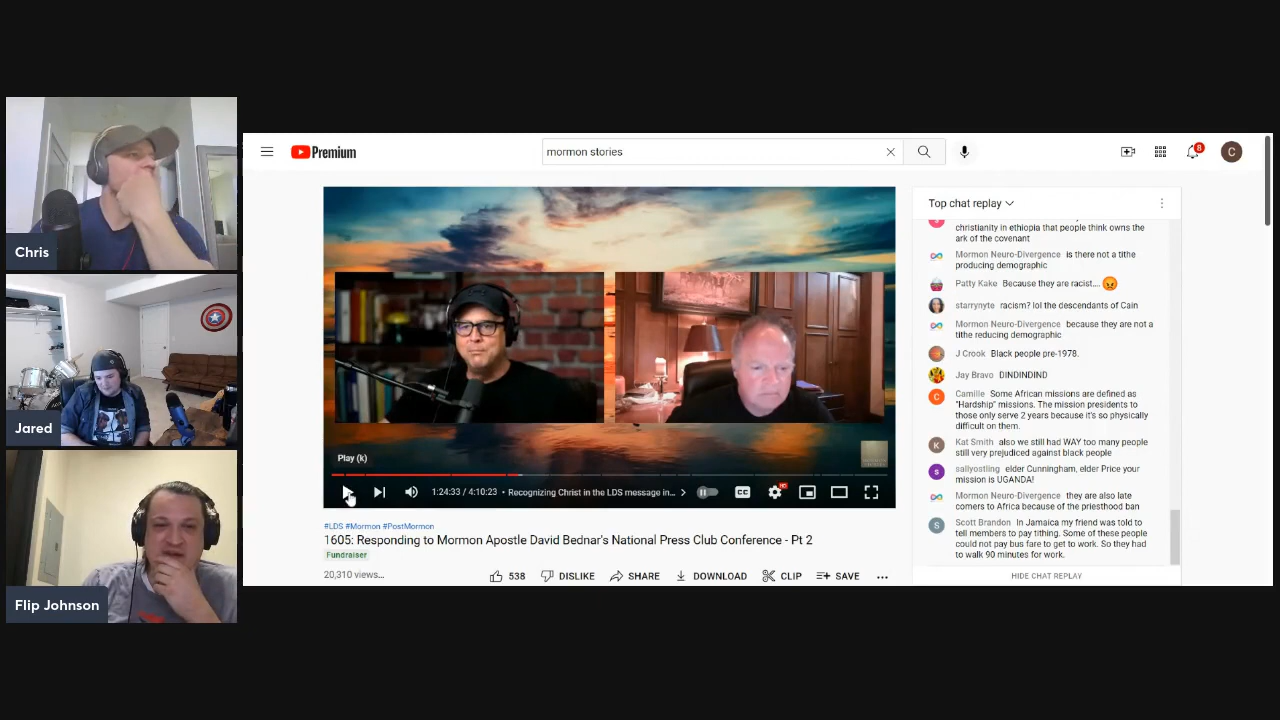 Chris
Jared
Flip Johnson
Premium
mormon stories
8
C
Play (k)
1:24:33 / 4:10:23 • Recognizing Christ in the LDS message in...
CC
HD
#LDS #Mormon #PostMormon
1605: Responding to Mormon Apostle David Bednar's National Press Club Conference - Pt 2
Fundraiser
20,310 views...
538
DISLIKE
SHARE
DOWNLOAD
CLIP
SAVE
Top chat replay
christianity in ethiopia that people think owns the
ark of the covenant
Mormon Neuro-Divergence is there not a tithe
producing demographic
Patty Kake Because they are racist....
starrynyte racism? lol the descendants of Cain
Mormon Neuro-Divergence because they are not a
tithe reducing demographic
J Crook Black people pre-1978.
Jay Bravo DINDINDIND
C
Camille Some African missions are defined as
"Hardship" missions. The mission presidents to
those only serve 2 years because it's so physically
difficult on them.
K
Kat Smith also we still had WAY too many people
still very prejudiced against black people
S
sallyostling elder Cunningham, elder Price your
mission is UGANDA!
Mormon Neuro-Divergence they are also late
comers to Africa because of the priesthood ban
S
Scott Brandon In Jamaica my friend was told to
tell members to pay tithing. Some of these people
could not pay bus fare to get to work. So they had
to walk 90 minutes for work.
HIDE CHAT REPLAY